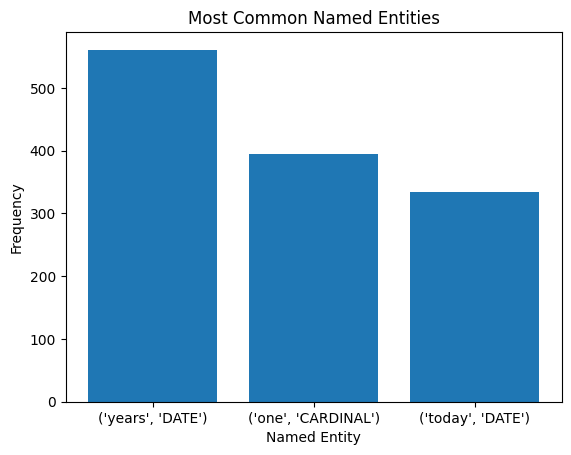 Most Common Named Entities
Frequency
500
400
300
200
100
0
('years', 'DATE') ('one', 'CARDINAL') ('today', 'DATE')
Named Entity